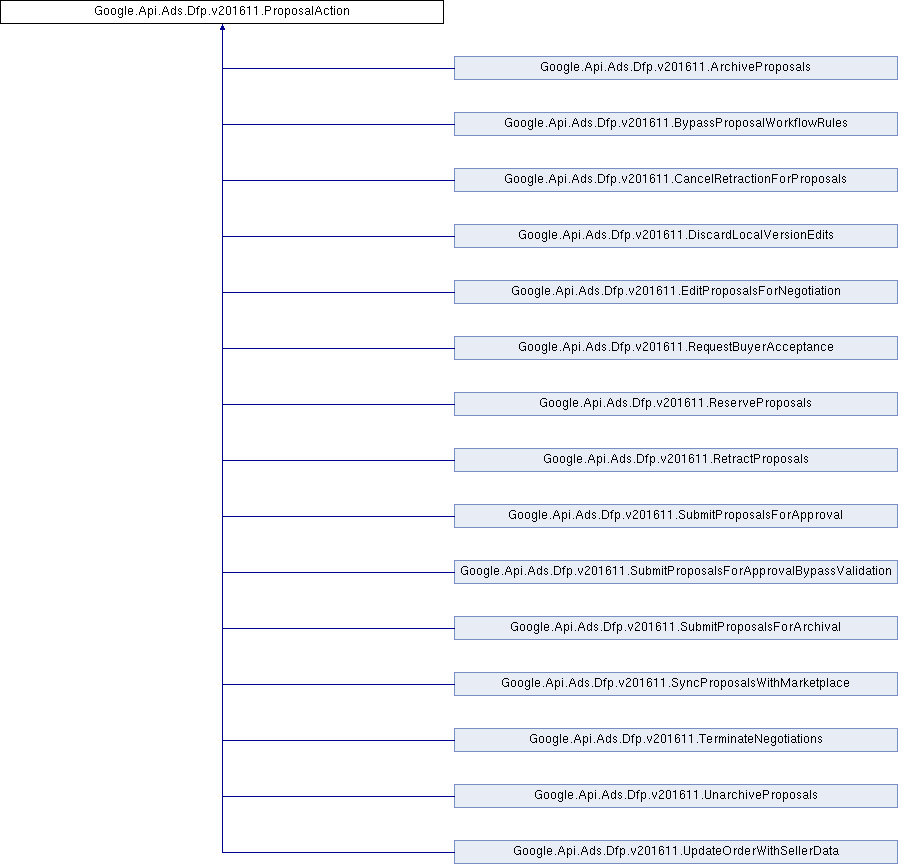 Google.Api.Ads.Dfp.v201611.ProposalAction
Google.Api.Ads.Dfp.v201611.ArchiveProposals
Google.Api.Ads.Dfp.v201611.BypassProposalWorkflowRules
Google.Api.Ads.Dfp.v201611.CancelRetractionForProposals
Google.Api.Ads.Dfp.v201611.DiscardLocalVersionEdits
Google.Api.Ads.Dfp.v201611.EditProposalsForNegotiation
Google.Api.Ads.Dfp.v201611.RequestBuyerAcceptance
Google.Api.Ads.Dfp.v201611.ReserveProposals
Google.Api.Ads.Dfp.v201611.RetractProposals
Google.Api.Ads.Dfp.v201611.SubmitProposalsForApproval
Google.Api.Ads.Dfp.v201611.SubmitProposalsForApprovalBypassValidation
Google.Api.Ads.Dfp.v201611.SubmitProposalsForArchival
Google.Api.Ads.Dfp.v201611.SyncProposalsWithMarketplace
Google.Api.Ads.Dfp.v201611.TerminateNegotiations
Google.Api.Ads.Dfp.v201611.UnarchiveProposals
Google.Api.Ads.Dfp.v201611.UpdateOrderWithSellerData